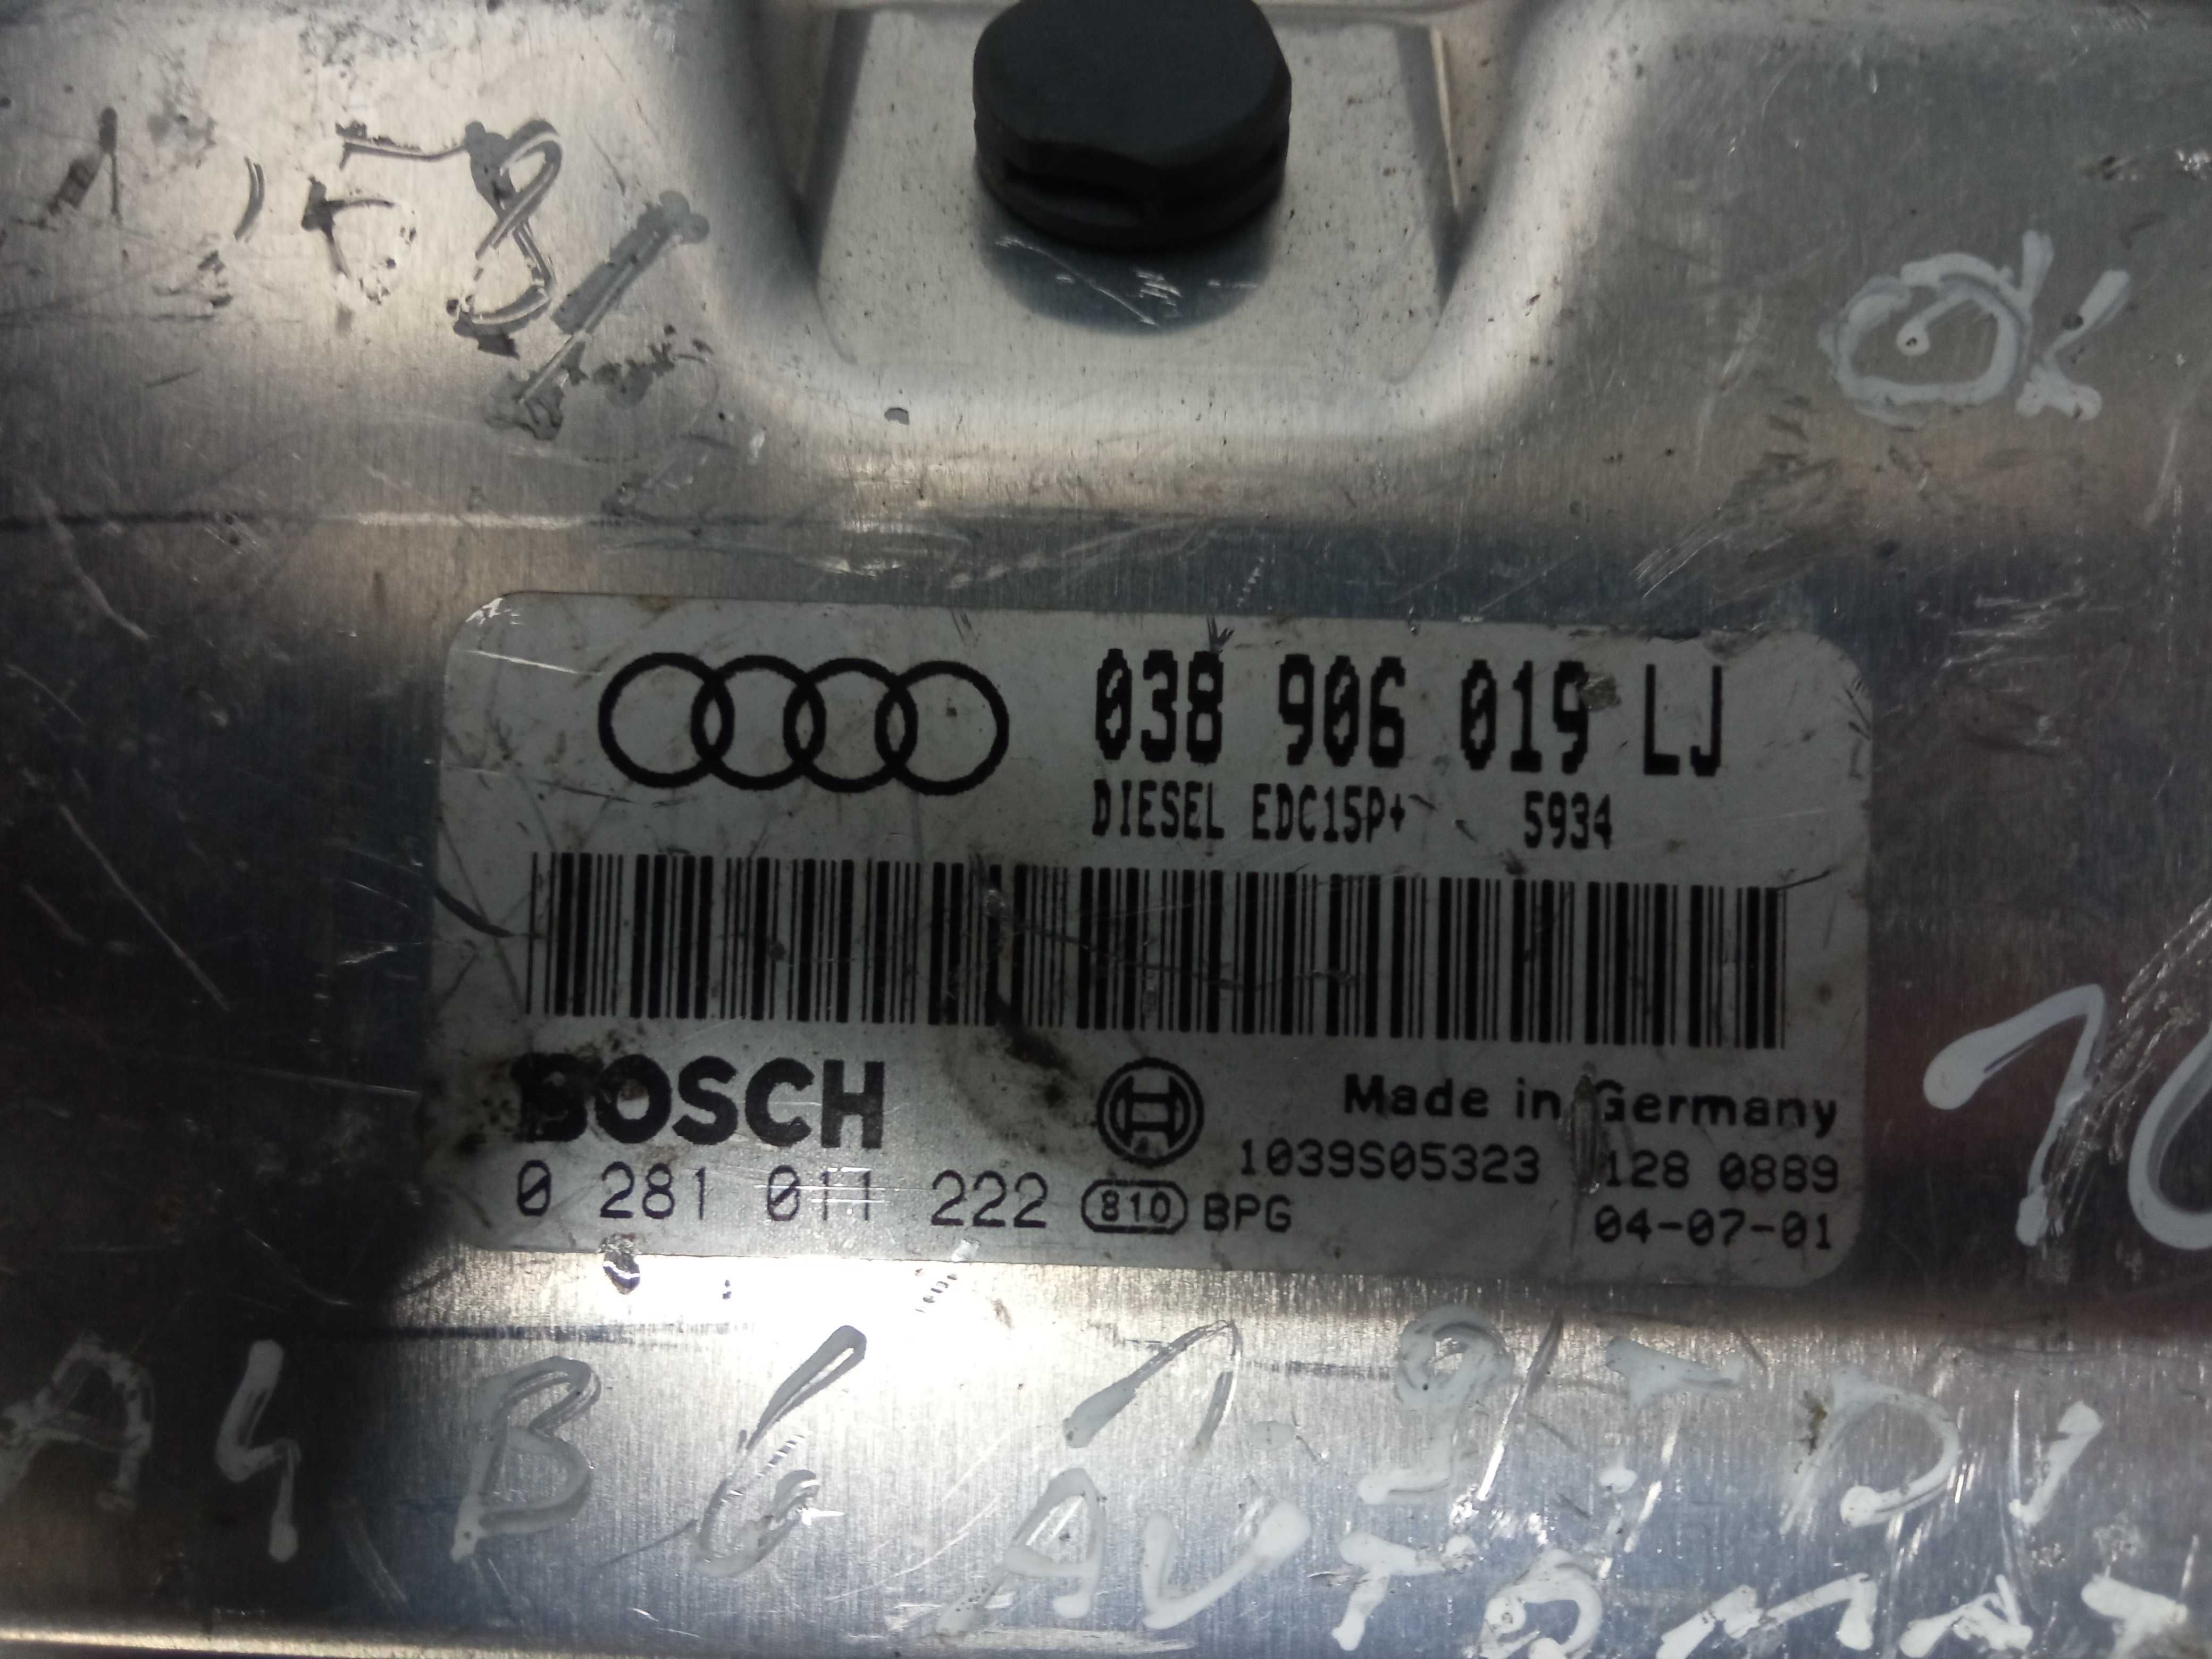 OK
038 906 019 LJ
DIESEL EDC15P+ 5934
BOSCH
Made in Germany
1039S05323 128 0889
0 281 011 222 810 BPG
04-07-01
A4 B6 1.9 TDI
AUTOMAT